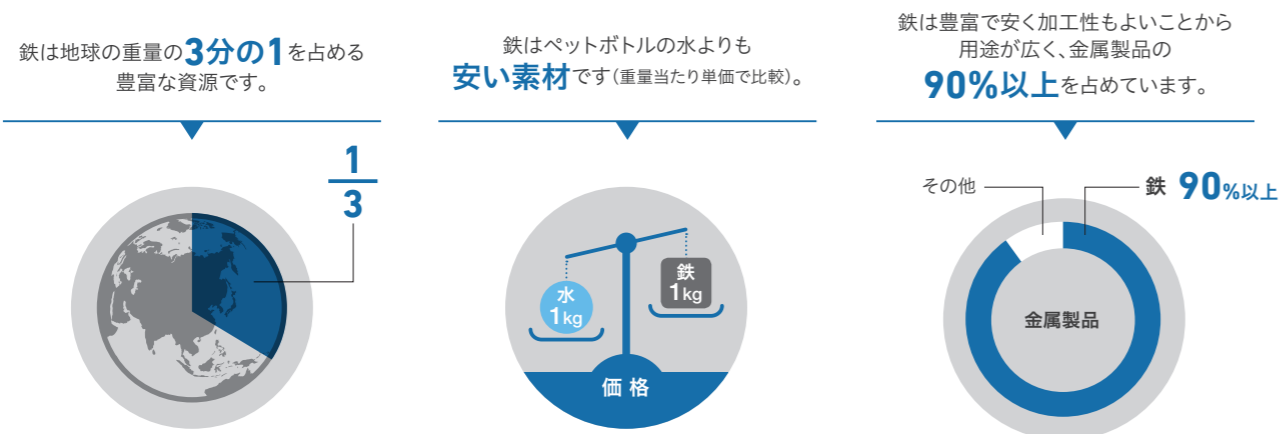 鉄は地球の重量の3分の1を占める
豊富な資源です。
1
3
鉄はペットボトルの水よりも
安い素材です(重量当たり単価で比較)。
水
1kg
鉄
1kg
価格
鉄は豊富で安く加工性もよいことから
用途が広く、金属製品の
90%以上を占めています。
その他
鉄 90%以上
金属製品